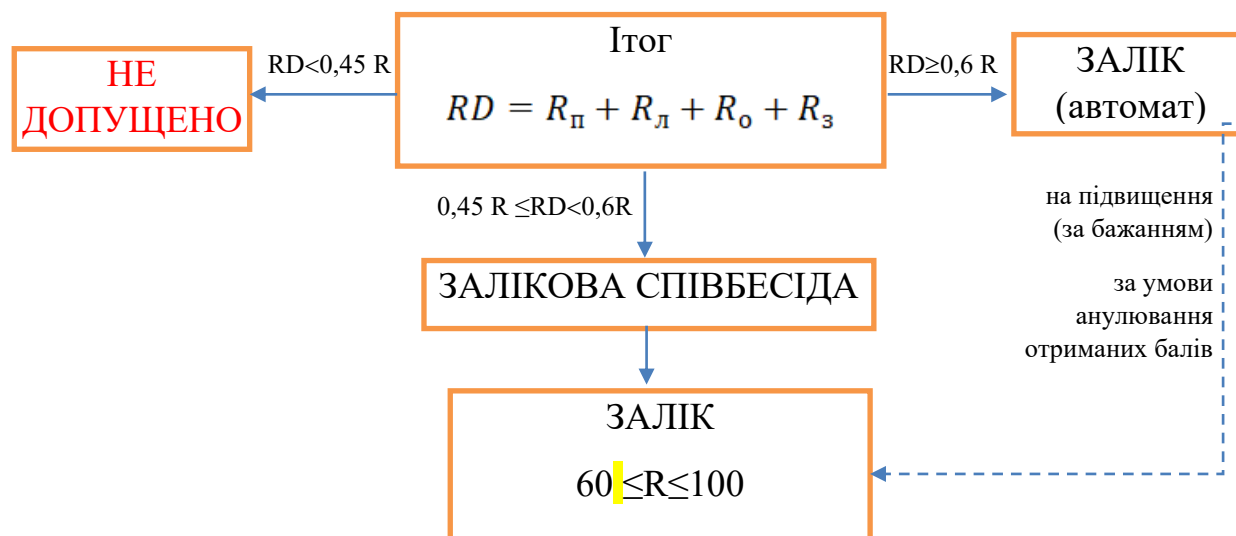 Ітог
RD = Rп + Rл + Rо + Rз
RD<0,45 R
НЕ
ДОПУЩЕНО
RD≥0,6 R
ЗАЛІК
(автомат)
0,45 R ≤RD<0,6R
на підвищення
(за бажанням)
за умови
анулювання
отриманих балів
ЗАЛІКОВА СПІВБЕСІДА
ЗАЛІК
60 ≤R≤100